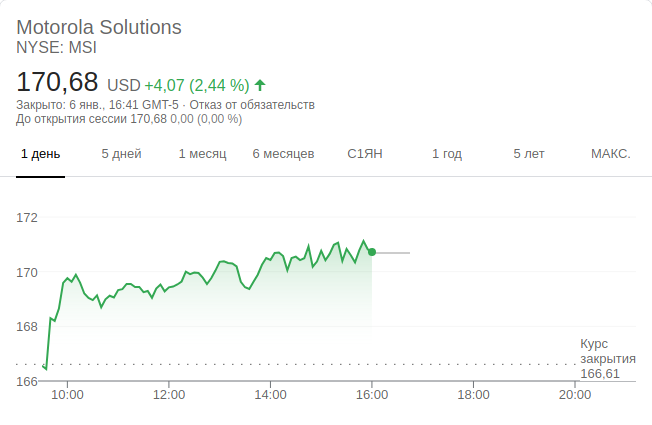 Motorola Solutions
NYSE: MSI
170,68 USD +4,07 (2,44 %)
Закрыто: 6 янв., 16:41 GMT-5 · Отказ от обязательств
До открытия сессии 170,68 0,00 (0,00 %)
1 день 5 дней 1 месяц 6 месяцев С1ЯН 1 год 5 лет МАКС.
172
170
168
Курс
закрытия
166,61
166
10:00 12:00 14:00 16:00 18:00 20:00